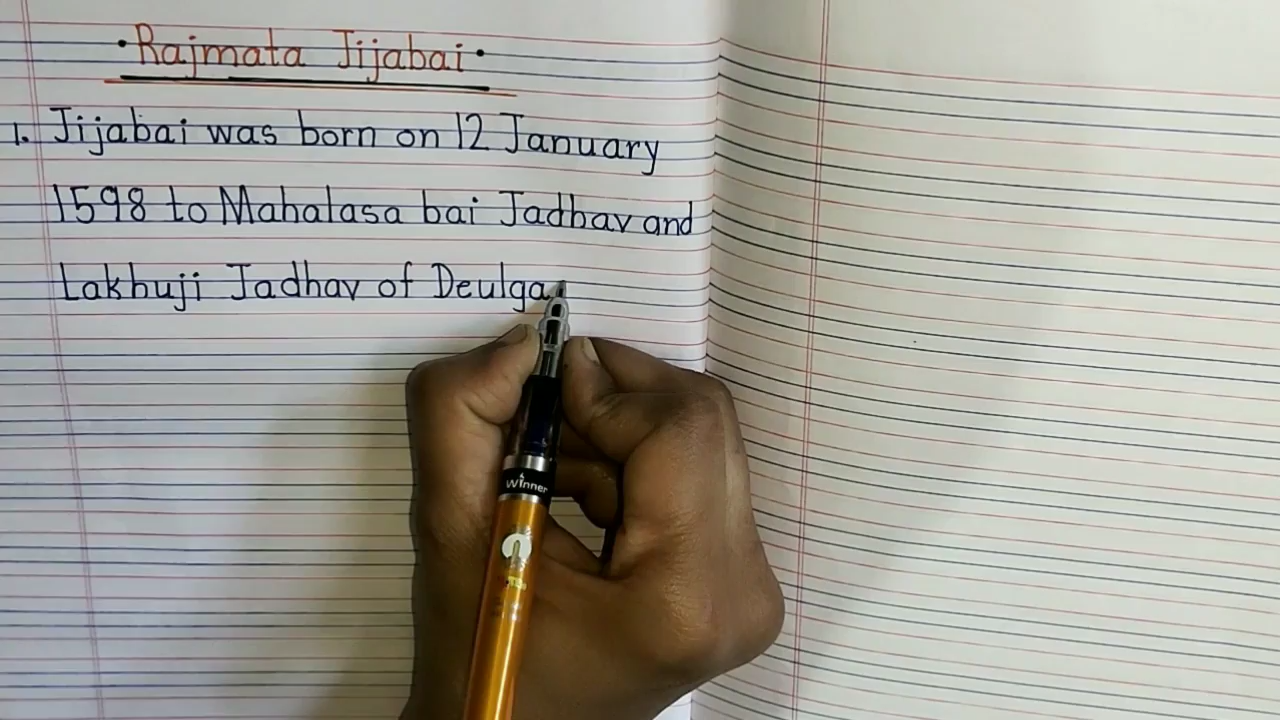 ·Rajmata Jijabai·
1. Jijabai was born on 12 January
1598 to Mahalasa bai Jadhav and
Lakhuji Jadhav of Deulga
Winner